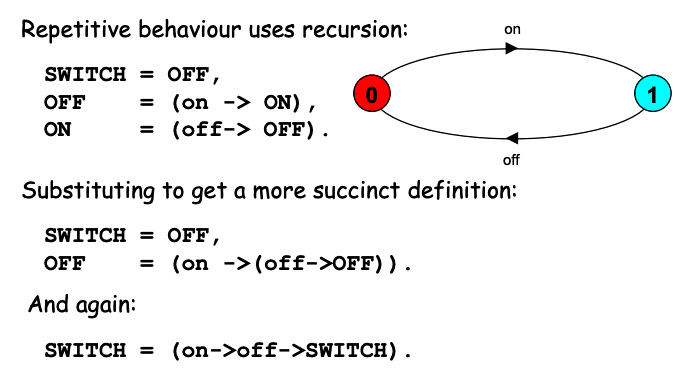 Repetitive behaviour uses recursion:
SWITCH = OFF,
OFF = (on -> ON),
ON = (off-> OFF).
on
0
1
off
Substituting to get a more succinct definition:
SWITCH = OFF,
OFF = (on ->(off->OFF)).
And again:
SWITCH = (on->off->SWITCH).